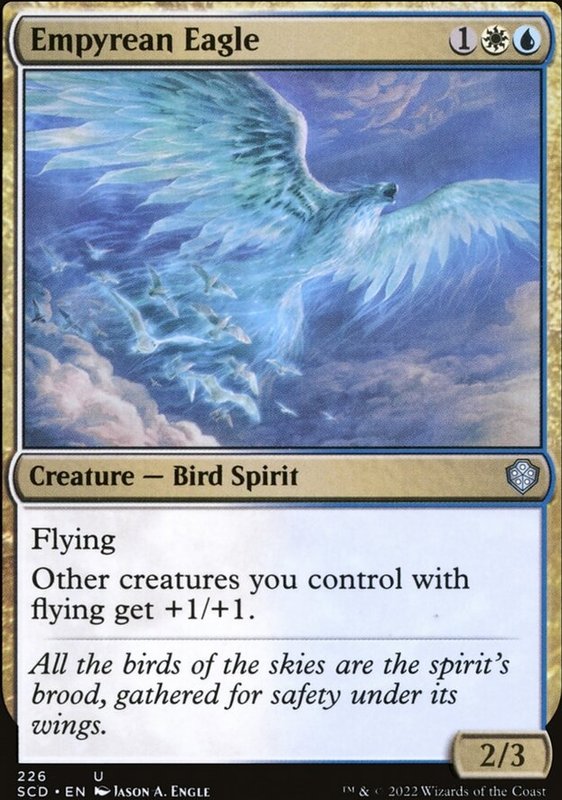 Empyrean Eagle
1
Creature — Bird Spirit
Flying
Other creatures you control with
flying get +1/+1.
All the birds of the skies are the spirit's
brood, gathered for safety under its
wings.
2/3
226 U
SCD • EN Jason A. Engle
™ & © 2022 Wizards of the Coast